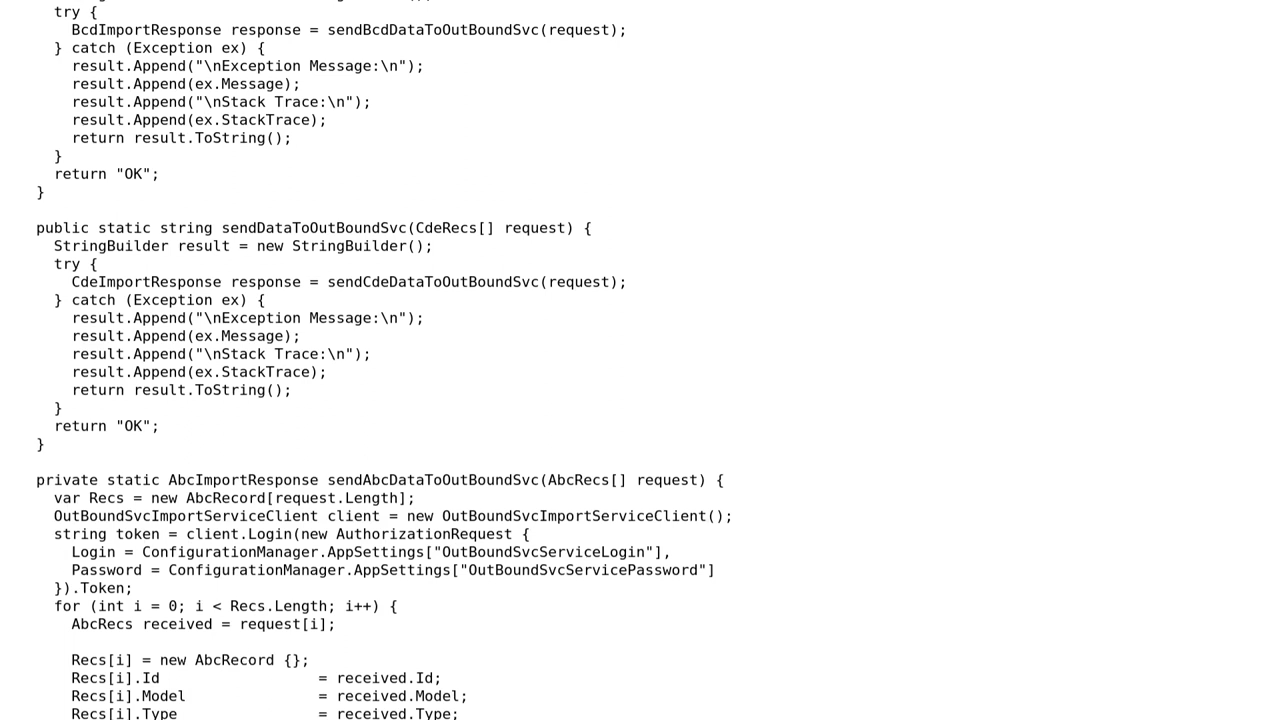 try {
BcdImportResponse response = sendBcdDataToOutBoundSvc(request);
} catch (Exception ex) {
result.Append("\nException Message:\n");
result.Append(ex.Message);
result.Append("\nStack Trace:\n");
result.Append(ex.StackTrace);
return result.ToString();
}
return "OK";
}
public static string sendDataToOutBoundSvc(CdeRecs[] request) {
StringBuilder result = new StringBuilder();
try {
CdeImportResponse response = sendCdeDataToOutBoundSvc(request);
} catch (Exception ex) {
result.Append("\nException Message:\n");
result.Append(ex.Message);
result.Append("\nStack Trace:\n");
result.Append(ex.StackTrace);
return result.ToString();
}
return "OK";
}
private static AbcImportResponse sendAbcDataToOutBoundSvc(AbcRecs[] request) {
var Recs = new AbcRecord[request.Length];
OutBoundSvcImportServiceClient client = new OutBoundSvcImportServiceClient();
string token = client.Login(new AuthorizationRequest {
Login = ConfigurationManager.AppSettings["OutBoundSvcServiceLogin"],
Password = ConfigurationManager.AppSettings["OutBoundSvcServicePassword"]
}).Token;
for (int i = 0; i < Recs.Length; i++) {
AbcRecs received = request[i];
Recs[i] = new AbcRecord {};
Recs[i].Id = received.Id;
Recs[i].Model = received.Model;
Recs[i].Type = received.Type;